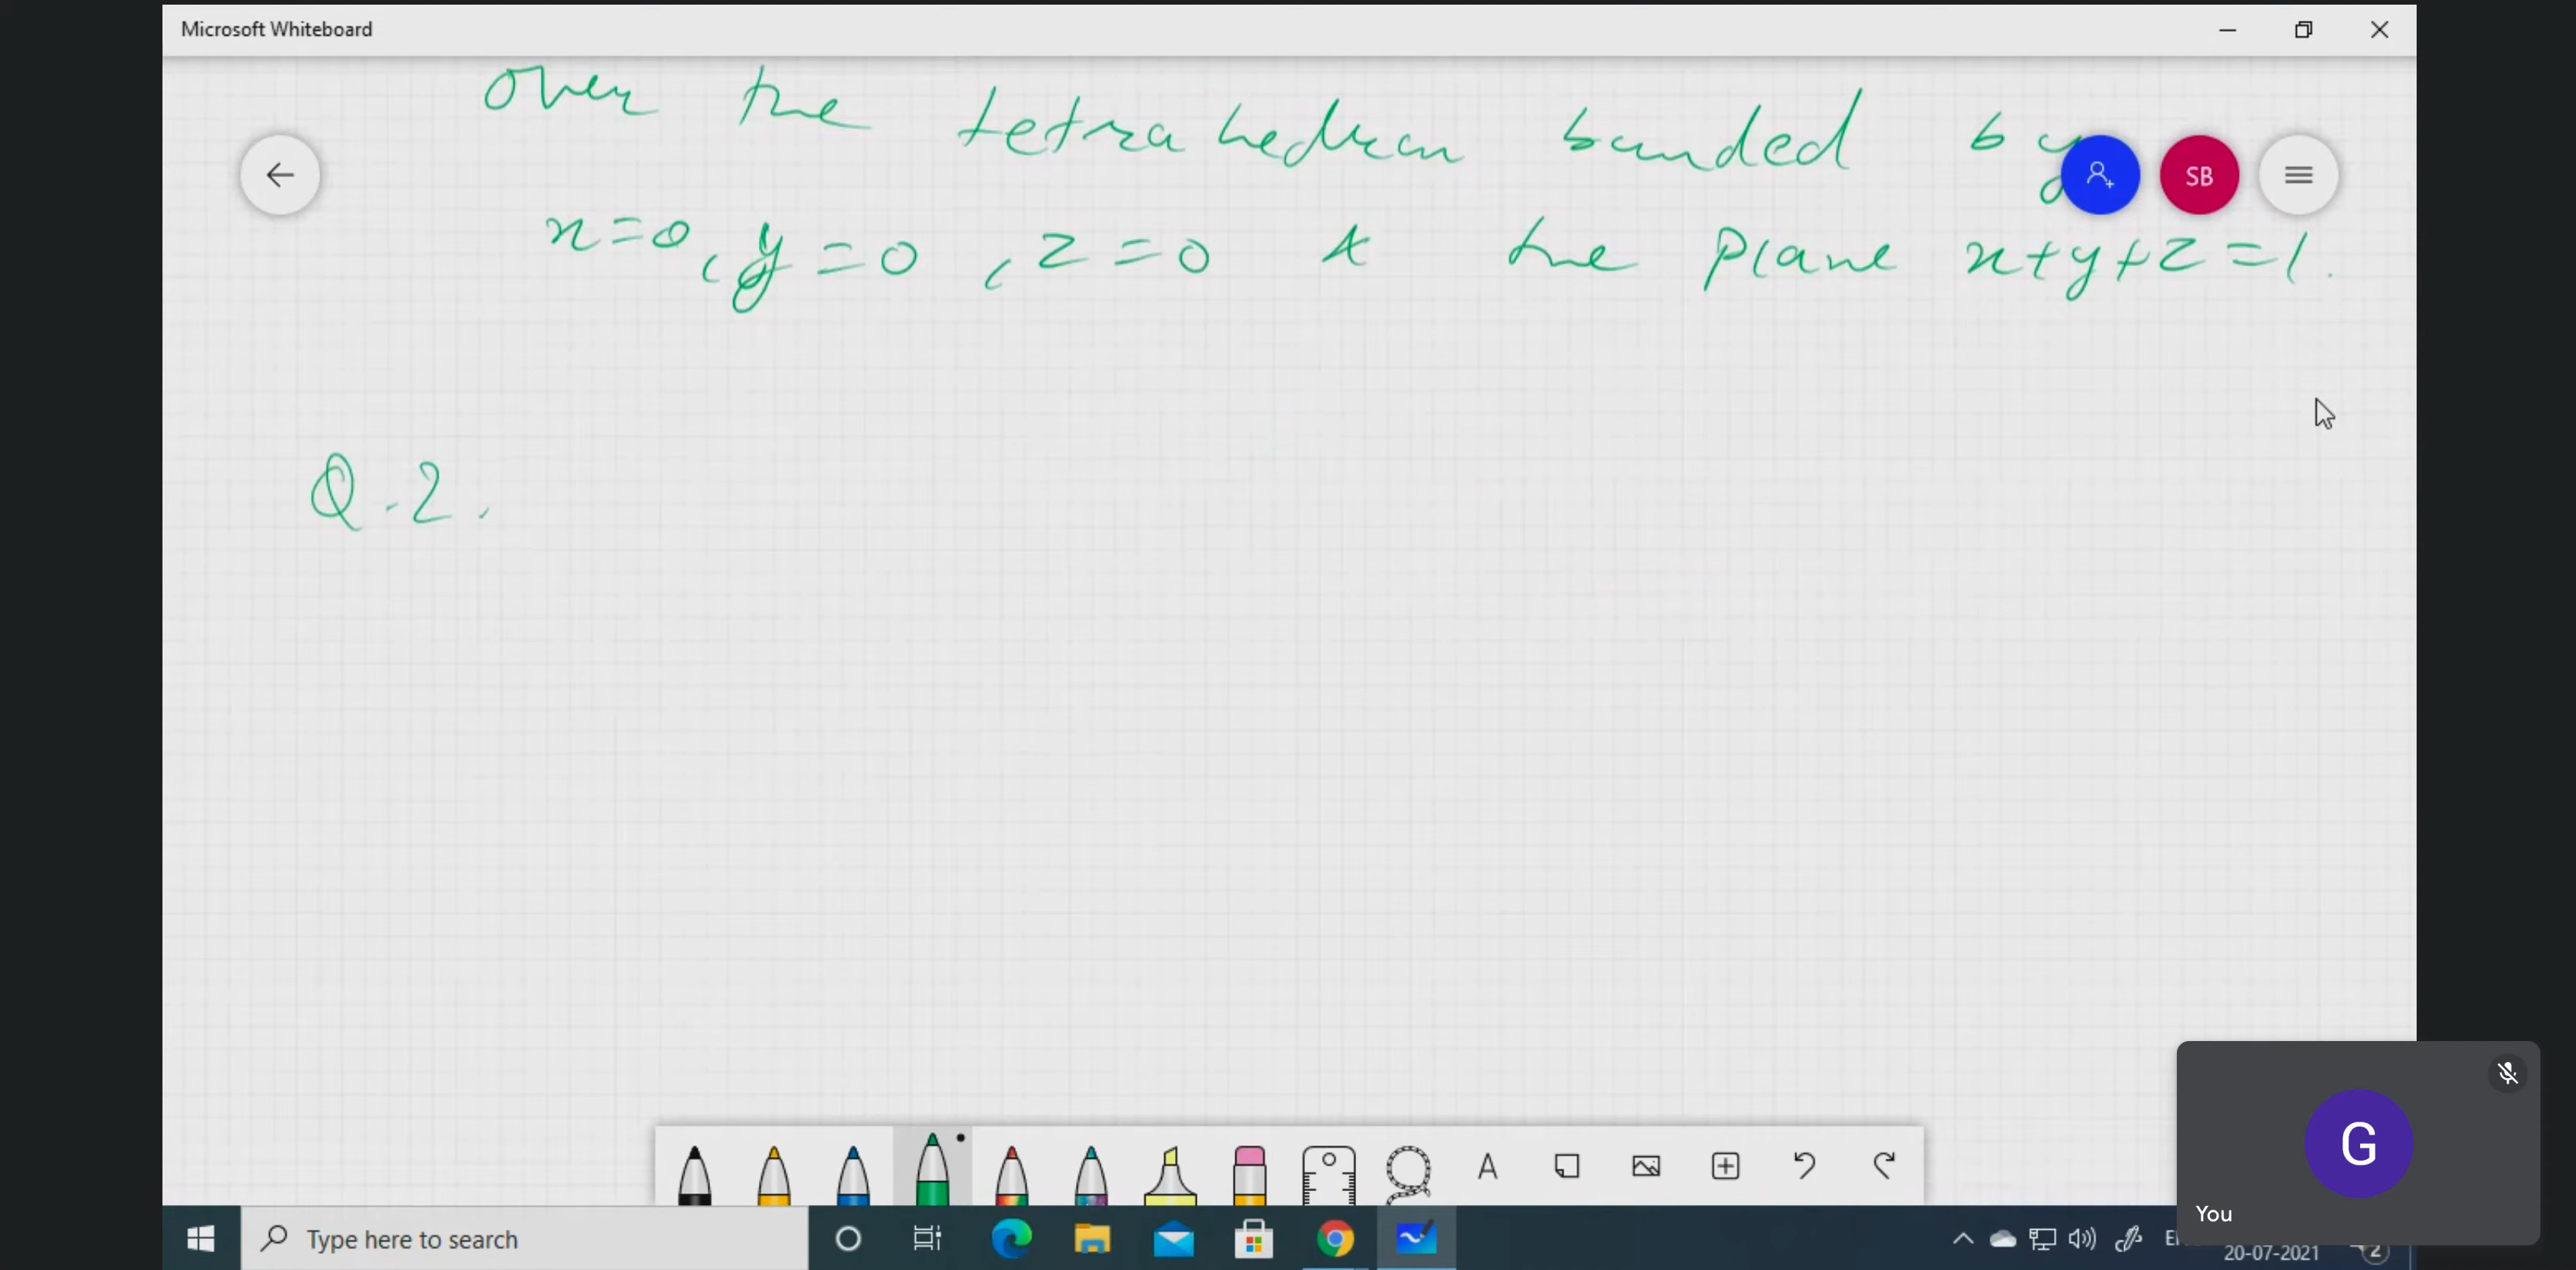 Microsoft Whiteboard
over the tetrahedron bounded by
SB
x=0, y=0, z=0 & the plane x+y+z=1.
Q.2.
A
G
You
Type here to search
20-07-2021
2